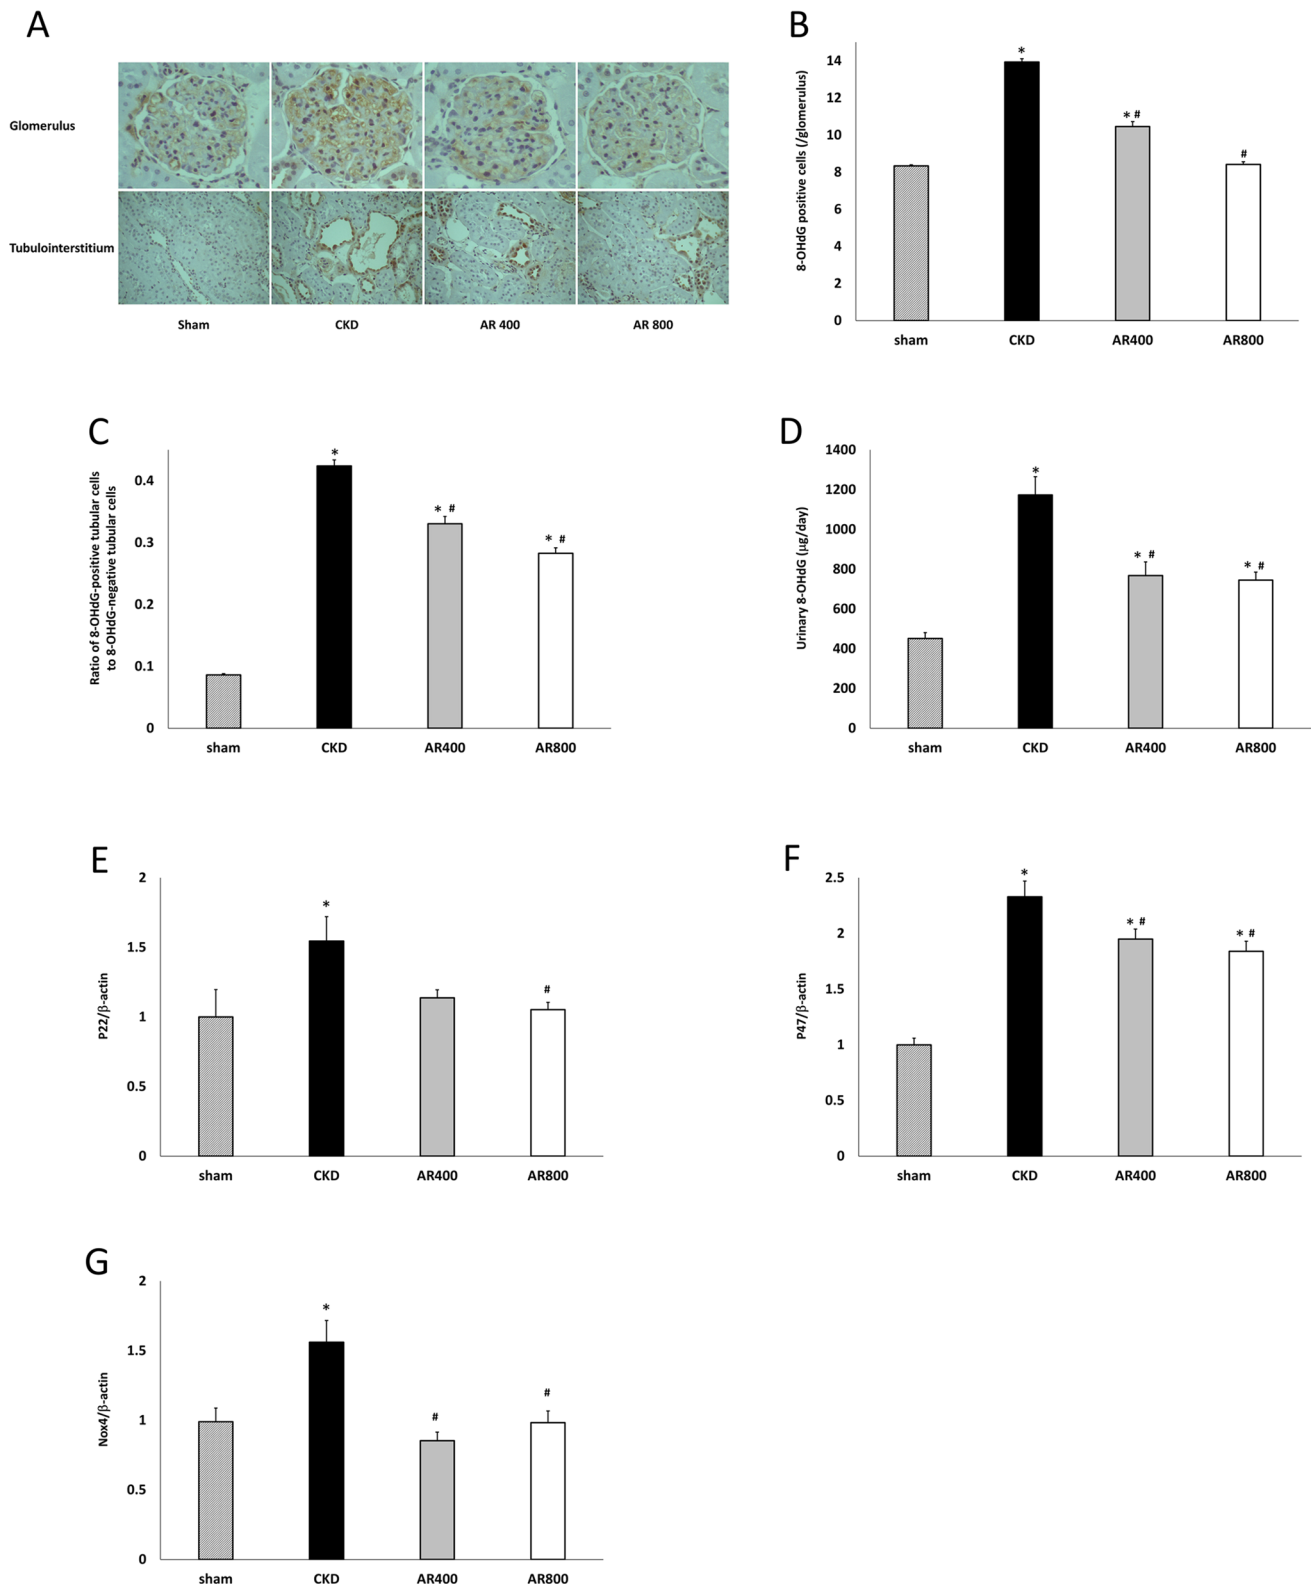 A
Glomerulus
Tubulointerstitium
Sham CKD AR 400 AR 800
B
8-OHdG positive cells (/glomerulus)
14
12
10
8
6
4
2
0
*
* #
#
sham CKD AR400 AR800
C
Ratio of 8-OHdG-positive tubular cells
to 8-OHdG-negative tubular cells
0.4
0.3
0.2
0.1
0
*
* #
* #
sham CKD AR400 AR800
D
Urinary 8-OHdG (µg/day)
1400
1200
1000
800
600
400
200
0
*
* #
* #
sham CKD AR400 AR800
E
P22/β-actin
2
1.5
1
0.5
0
*
#
sham CKD AR400 AR800
F
P47/β-actin
2.5
2
1.5
1
0.5
0
*
* #
* #
sham CKD AR400 AR800
G
Nox4/β-actin
2
1.5
1
0.5
0
*
#
#
sham CKD AR400 AR800